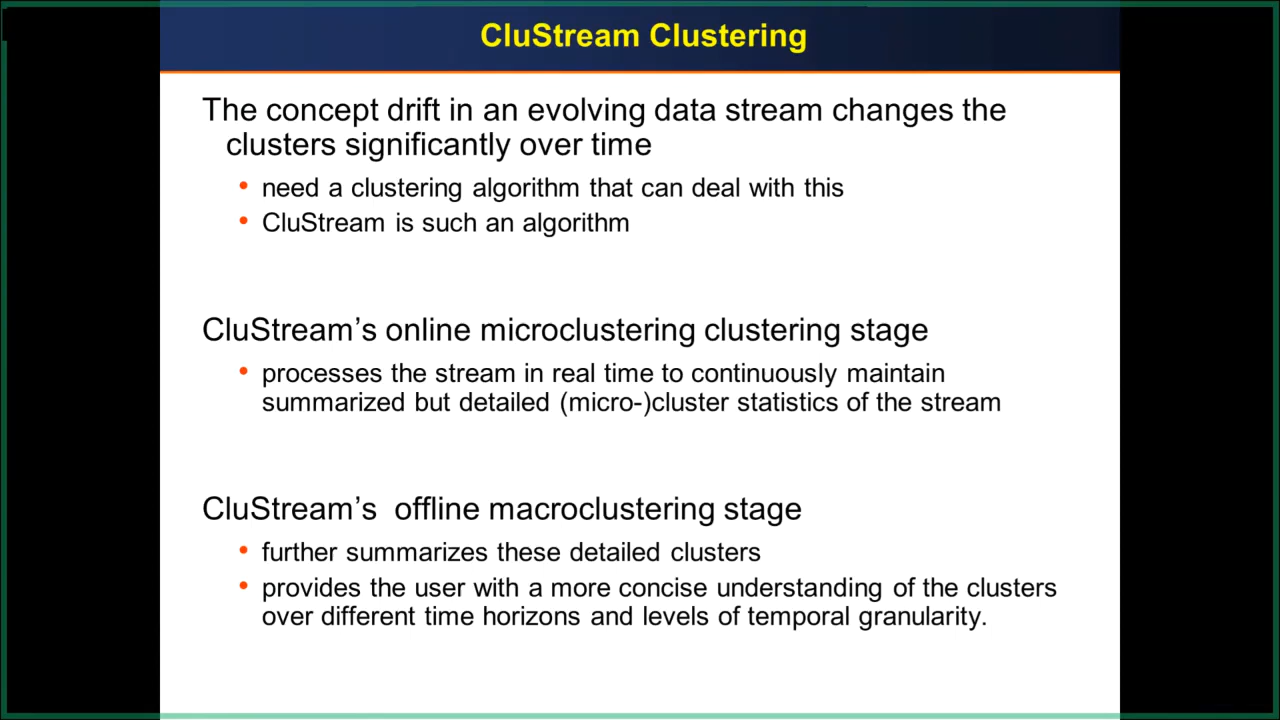 CluStream Clustering
The concept drift in an evolving data stream changes the
clusters significantly over time
• need a clustering algorithm that can deal with this
• CluStream is such an algorithm
CluStream’s online microclustering clustering stage
• processes the stream in real time to continuously maintain
summarized but detailed (micro-)cluster statistics of the stream
CluStream’s offline macroclustering stage
• further summarizes these detailed clusters
• provides the user with a more concise understanding of the clusters
over different time horizons and levels of temporal granularity.